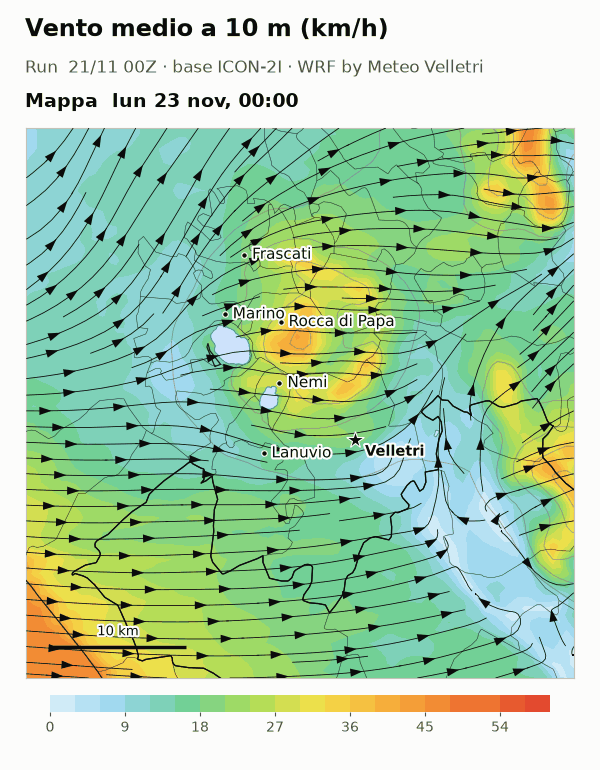 Vento medio a 10 m (km/h)
Run  21/11 00Z · base ICON-2I · WRF by Meteo Velletri
Mappa  lun 23 nov, 00:00
Frascati
Marino
Rocca di Papa
Nemi
Velletri
Lanuvio
10 km
0 9 18 27 36 45 54